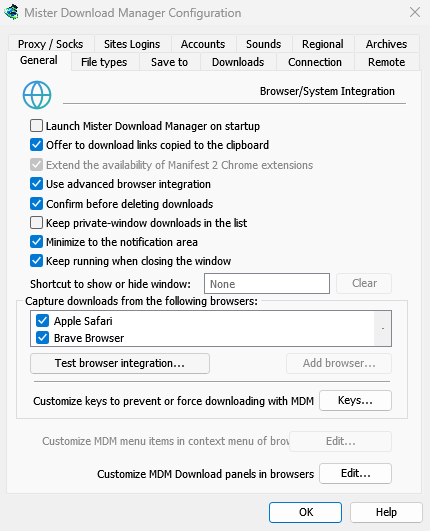 Mister Download Manager Configuration
Proxy / Socks Sites Logins Accounts Sounds Regional Archives
General File types Save to Downloads Connection Remote
Browser/System Integration
Launch Mister Download Manager on startup
Offer to download links copied to the clipboard
Extend the availability of Manifest 2 Chrome extensions
Use advanced browser integration
Confirm before deleting downloads
Keep private-window downloads in the list
Minimize to the notification area
Keep running when closing the window
Shortcut to show or hide window: None Clear
Capture downloads from the following browsers:
Apple Safari
Brave Browser
Test browser integration... Add browser...
Customize keys to prevent or force downloading with MDM Keys...
Customize MDM menu items in context menu of brow Edit...
Customize MDM Download panels in browsers Edit...
OK Help